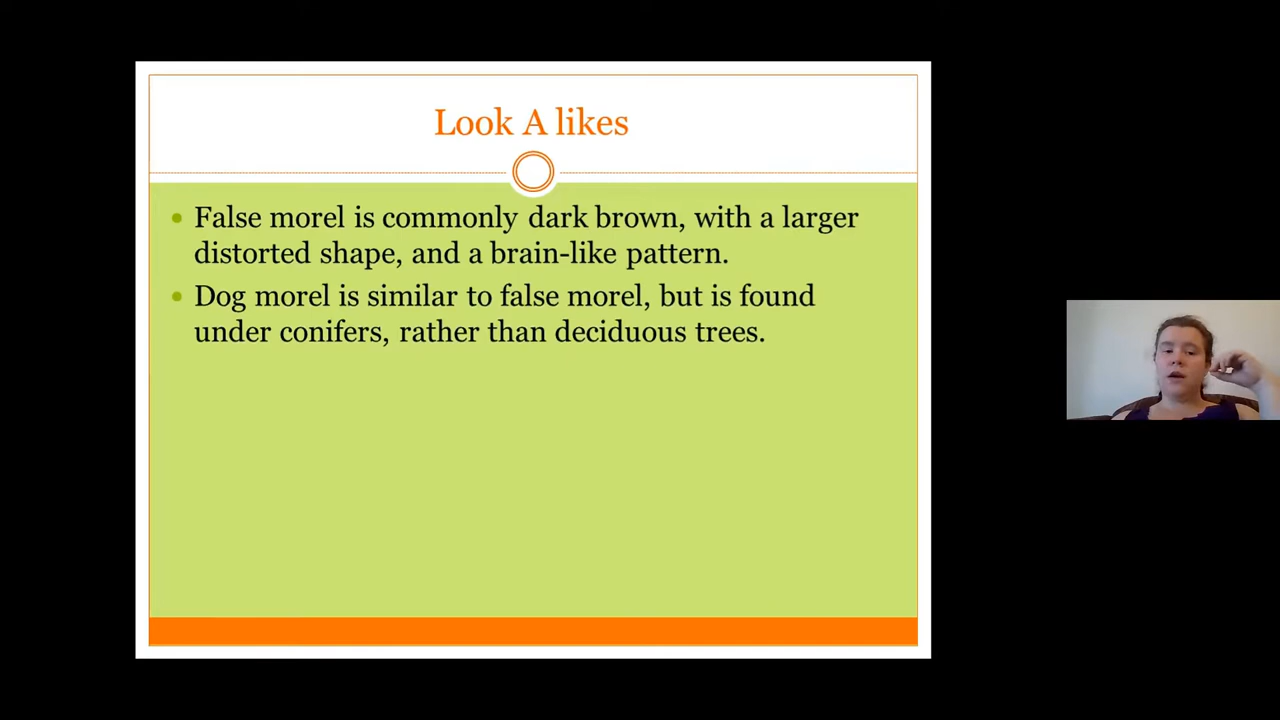 Look A likes
False morel is commonly dark brown, with a larger
distorted shape, and a brain-like pattern.
Dog morel is similar to false morel, but is found
under conifers, rather than deciduous trees.